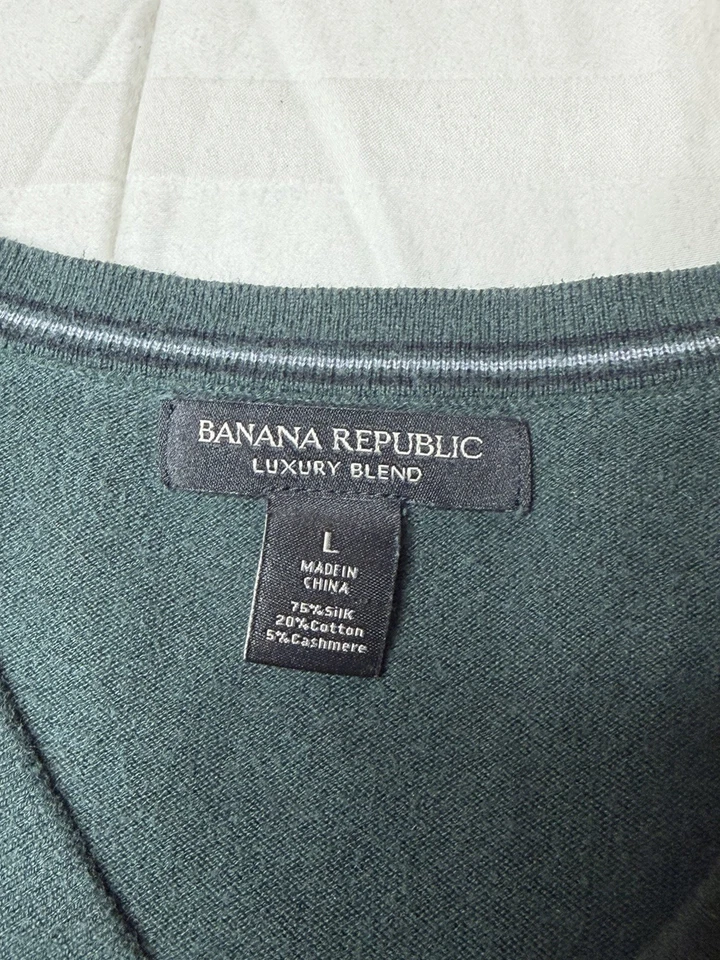 BANANA REPUBLIC
LUXURY BLEND
L
MADE IN
CHINA
75%Silk
20%Cotton
5%Cashmere